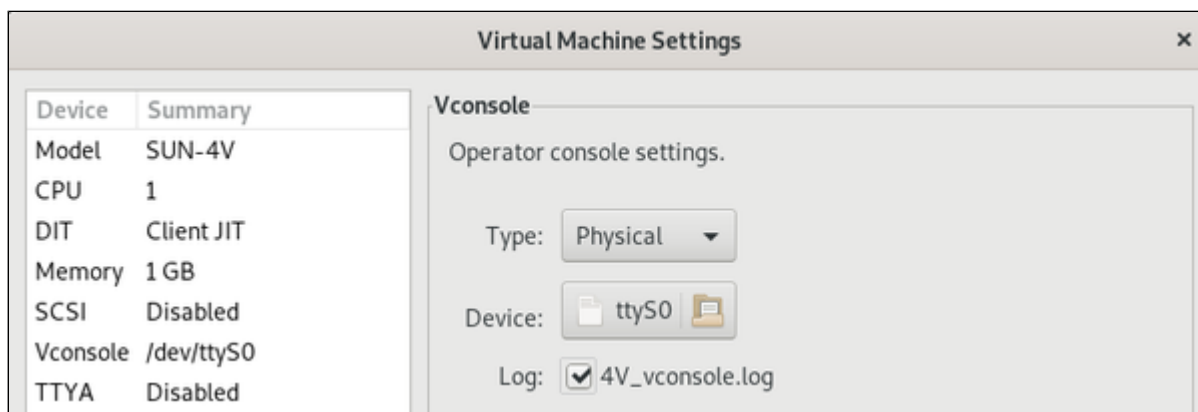 Virtual Machine Settings ×
Device Summary
Model SUN-4V
CPU 1
DIT Client JIT
Memory 1 GB
SCSI Disabled
Vconsole /dev/ttyS0
TTYA Disabled
Vconsole
Operator console settings.
Type: Physical
Device: ttyS0
Log: 4V_vconsole.log